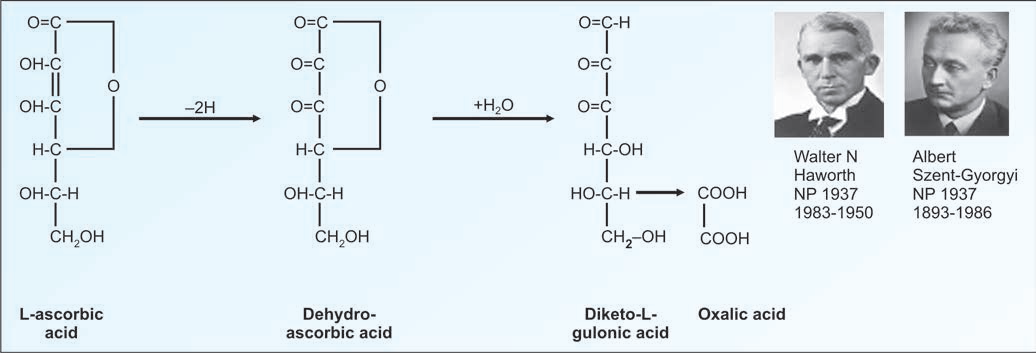 O=C
OH-C
OH-C
H-C
OH-C-H
CH₂OH
O
–2H
O=C
O=C
O=C
H-C
OH-C-H
CH₂OH
O
+H₂O
O=C-H
O=C
O=C
H-C-OH
HO-C-H
CH₂–OH
COOH
COOH
Walter N
Haworth
NP 1937
1983-1950
Albert
Szent-Gyorgyi
NP 1937
1893-1986
L-ascorbic
acid
Dehydro-
ascorbic acid
Diketo-L-
gulonic acid
Oxalic acid